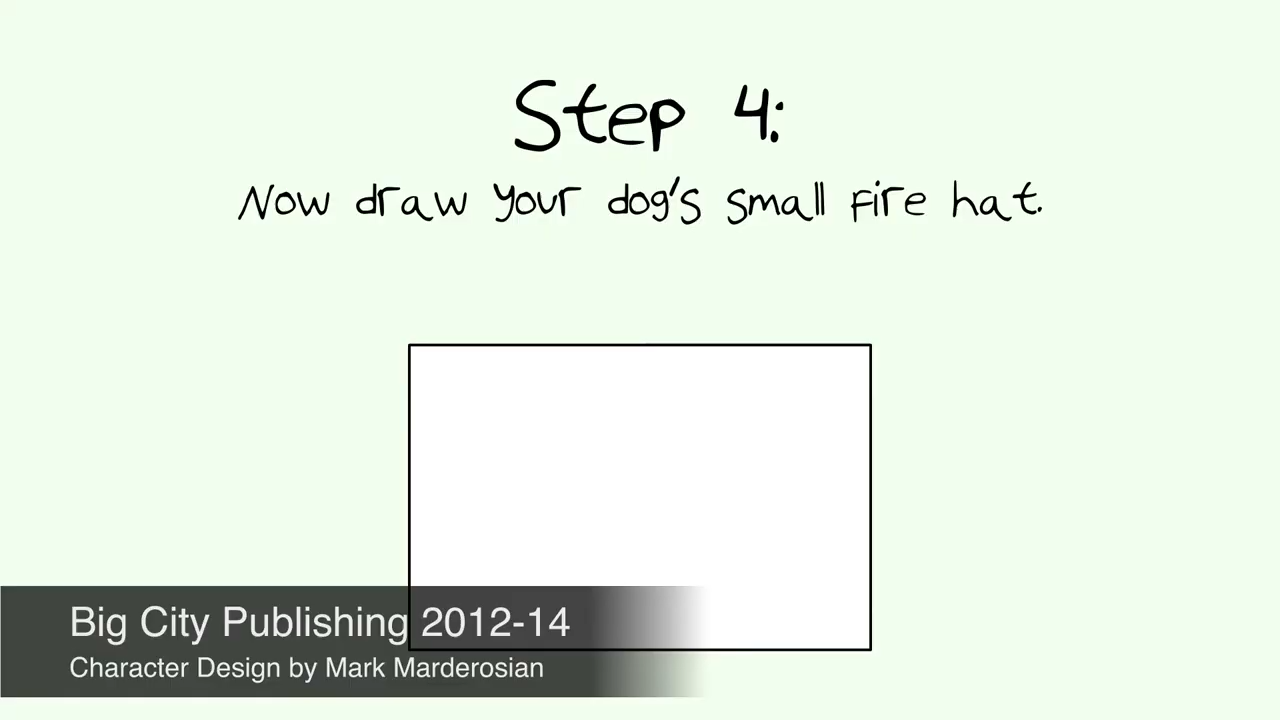 Step 4:
Now draw your dog's small fire hat.
Big City Publishing 2012-14
Character Design by Mark Marderosian